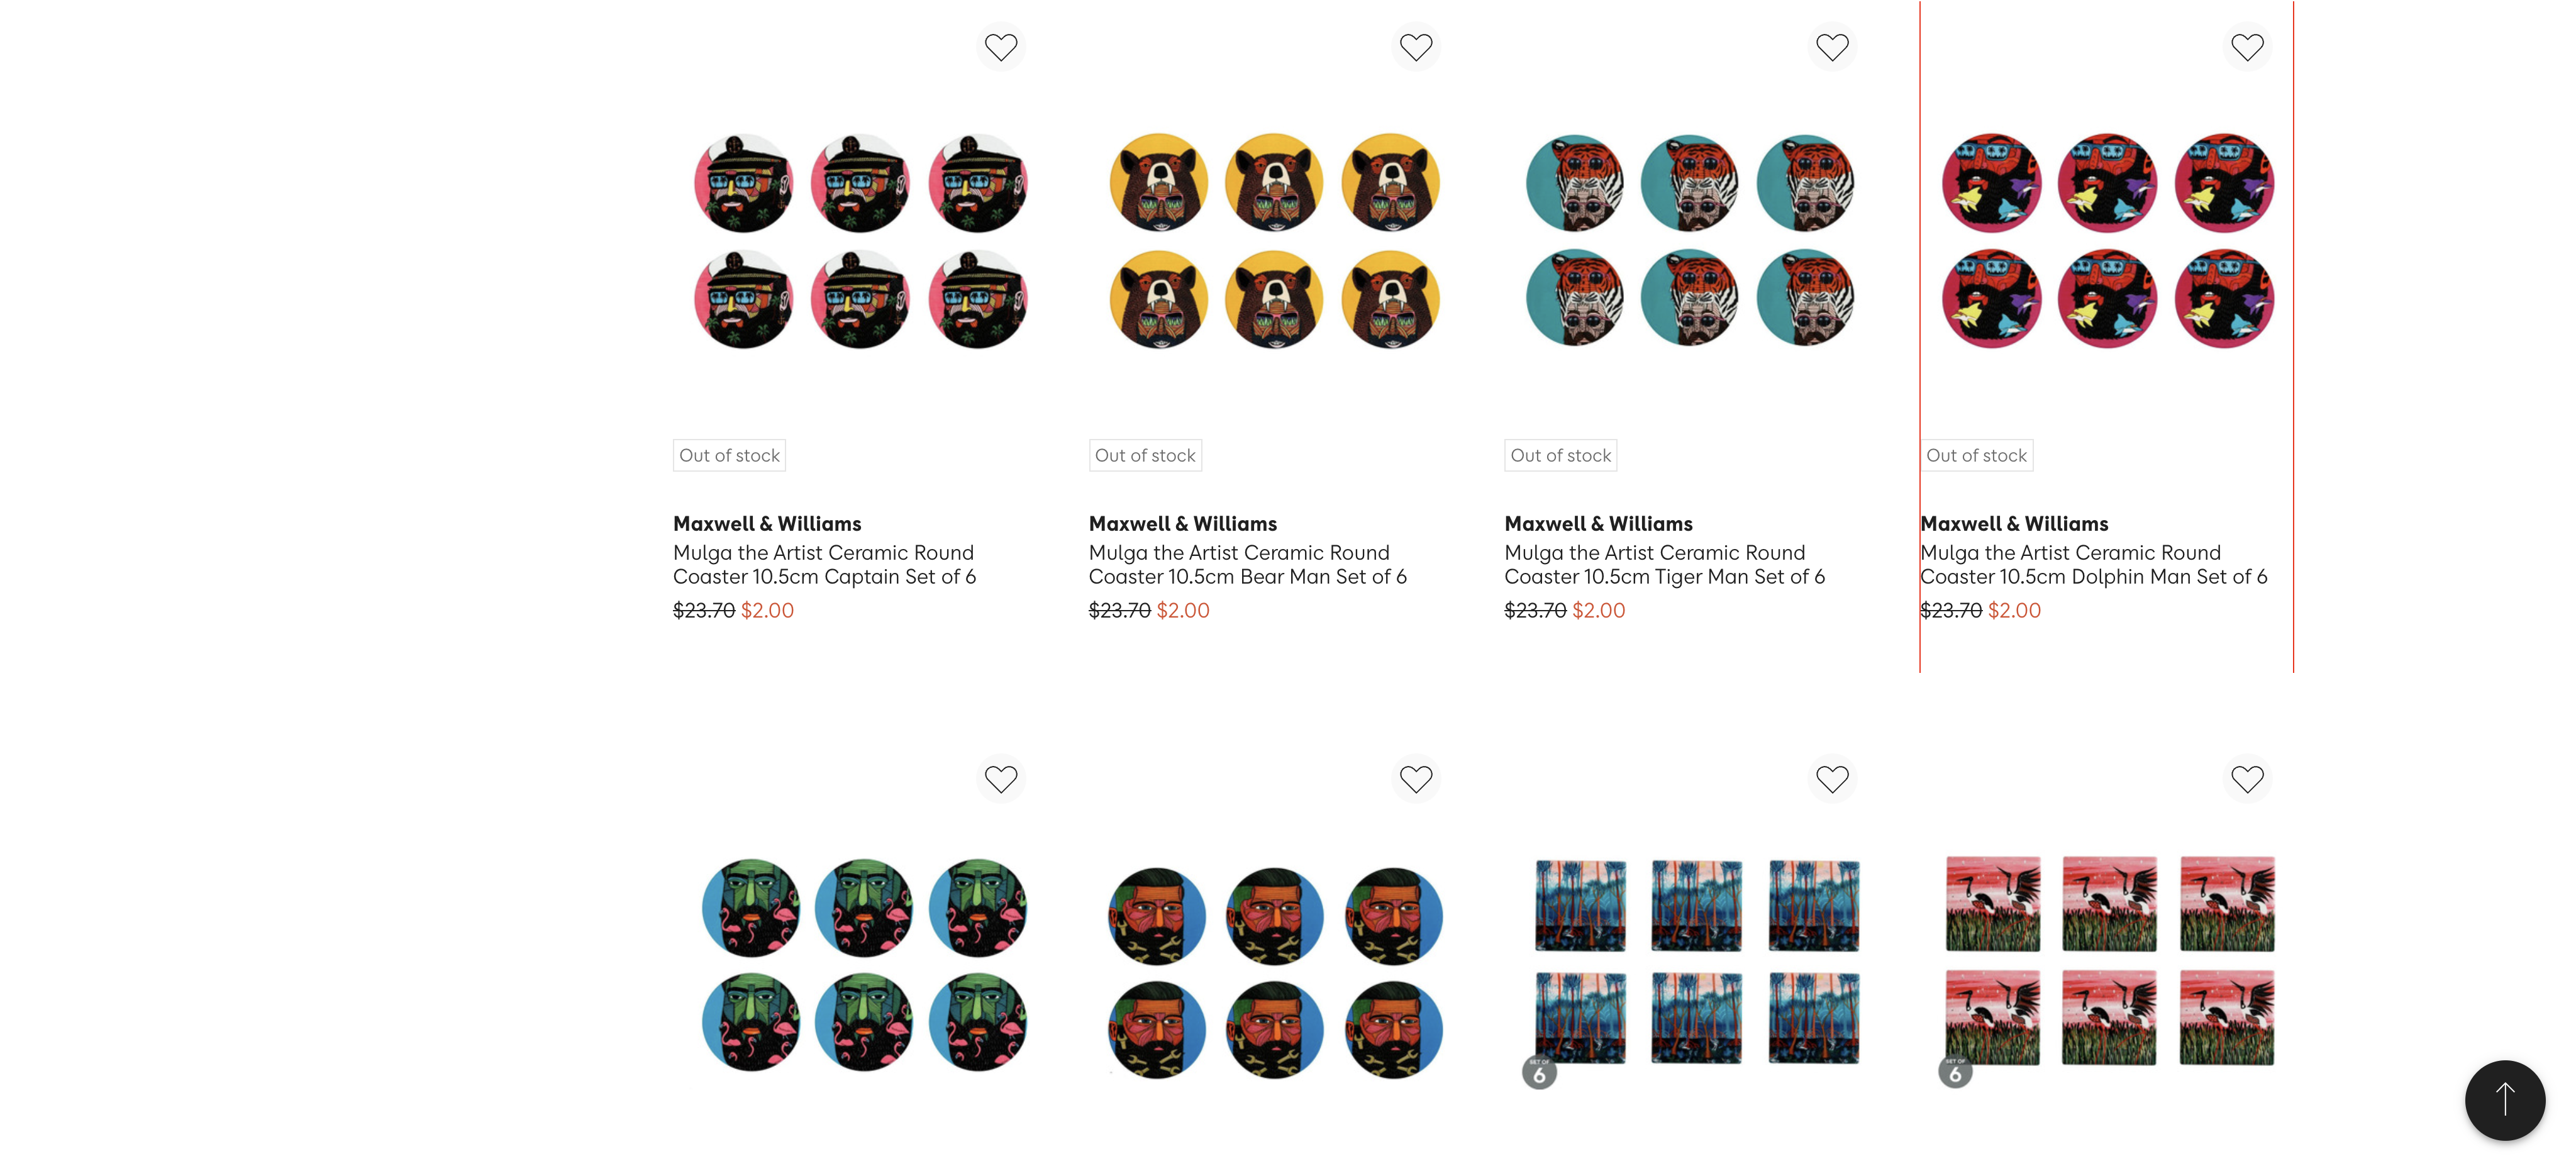 Out of stock
Out of stock
Out of stock
Out of stock
Maxwell & Williams
Mulga the Artist Ceramic Round
Coaster 10.5cm Captain Set of 6
$23.70 $2.00
Maxwell & Williams
Mulga the Artist Ceramic Round
Coaster 10.5cm Bear Man Set of 6
$23.70 $2.00
Maxwell & Williams
Mulga the Artist Ceramic Round
Coaster 10.5cm Tiger Man Set of 6
$23.70 $2.00
Maxwell & Williams
Mulga the Artist Ceramic Round
Coaster 10.5cm Dolphin Man Set of 6
$23.70 $2.00
SET OF
6
SET OF
6